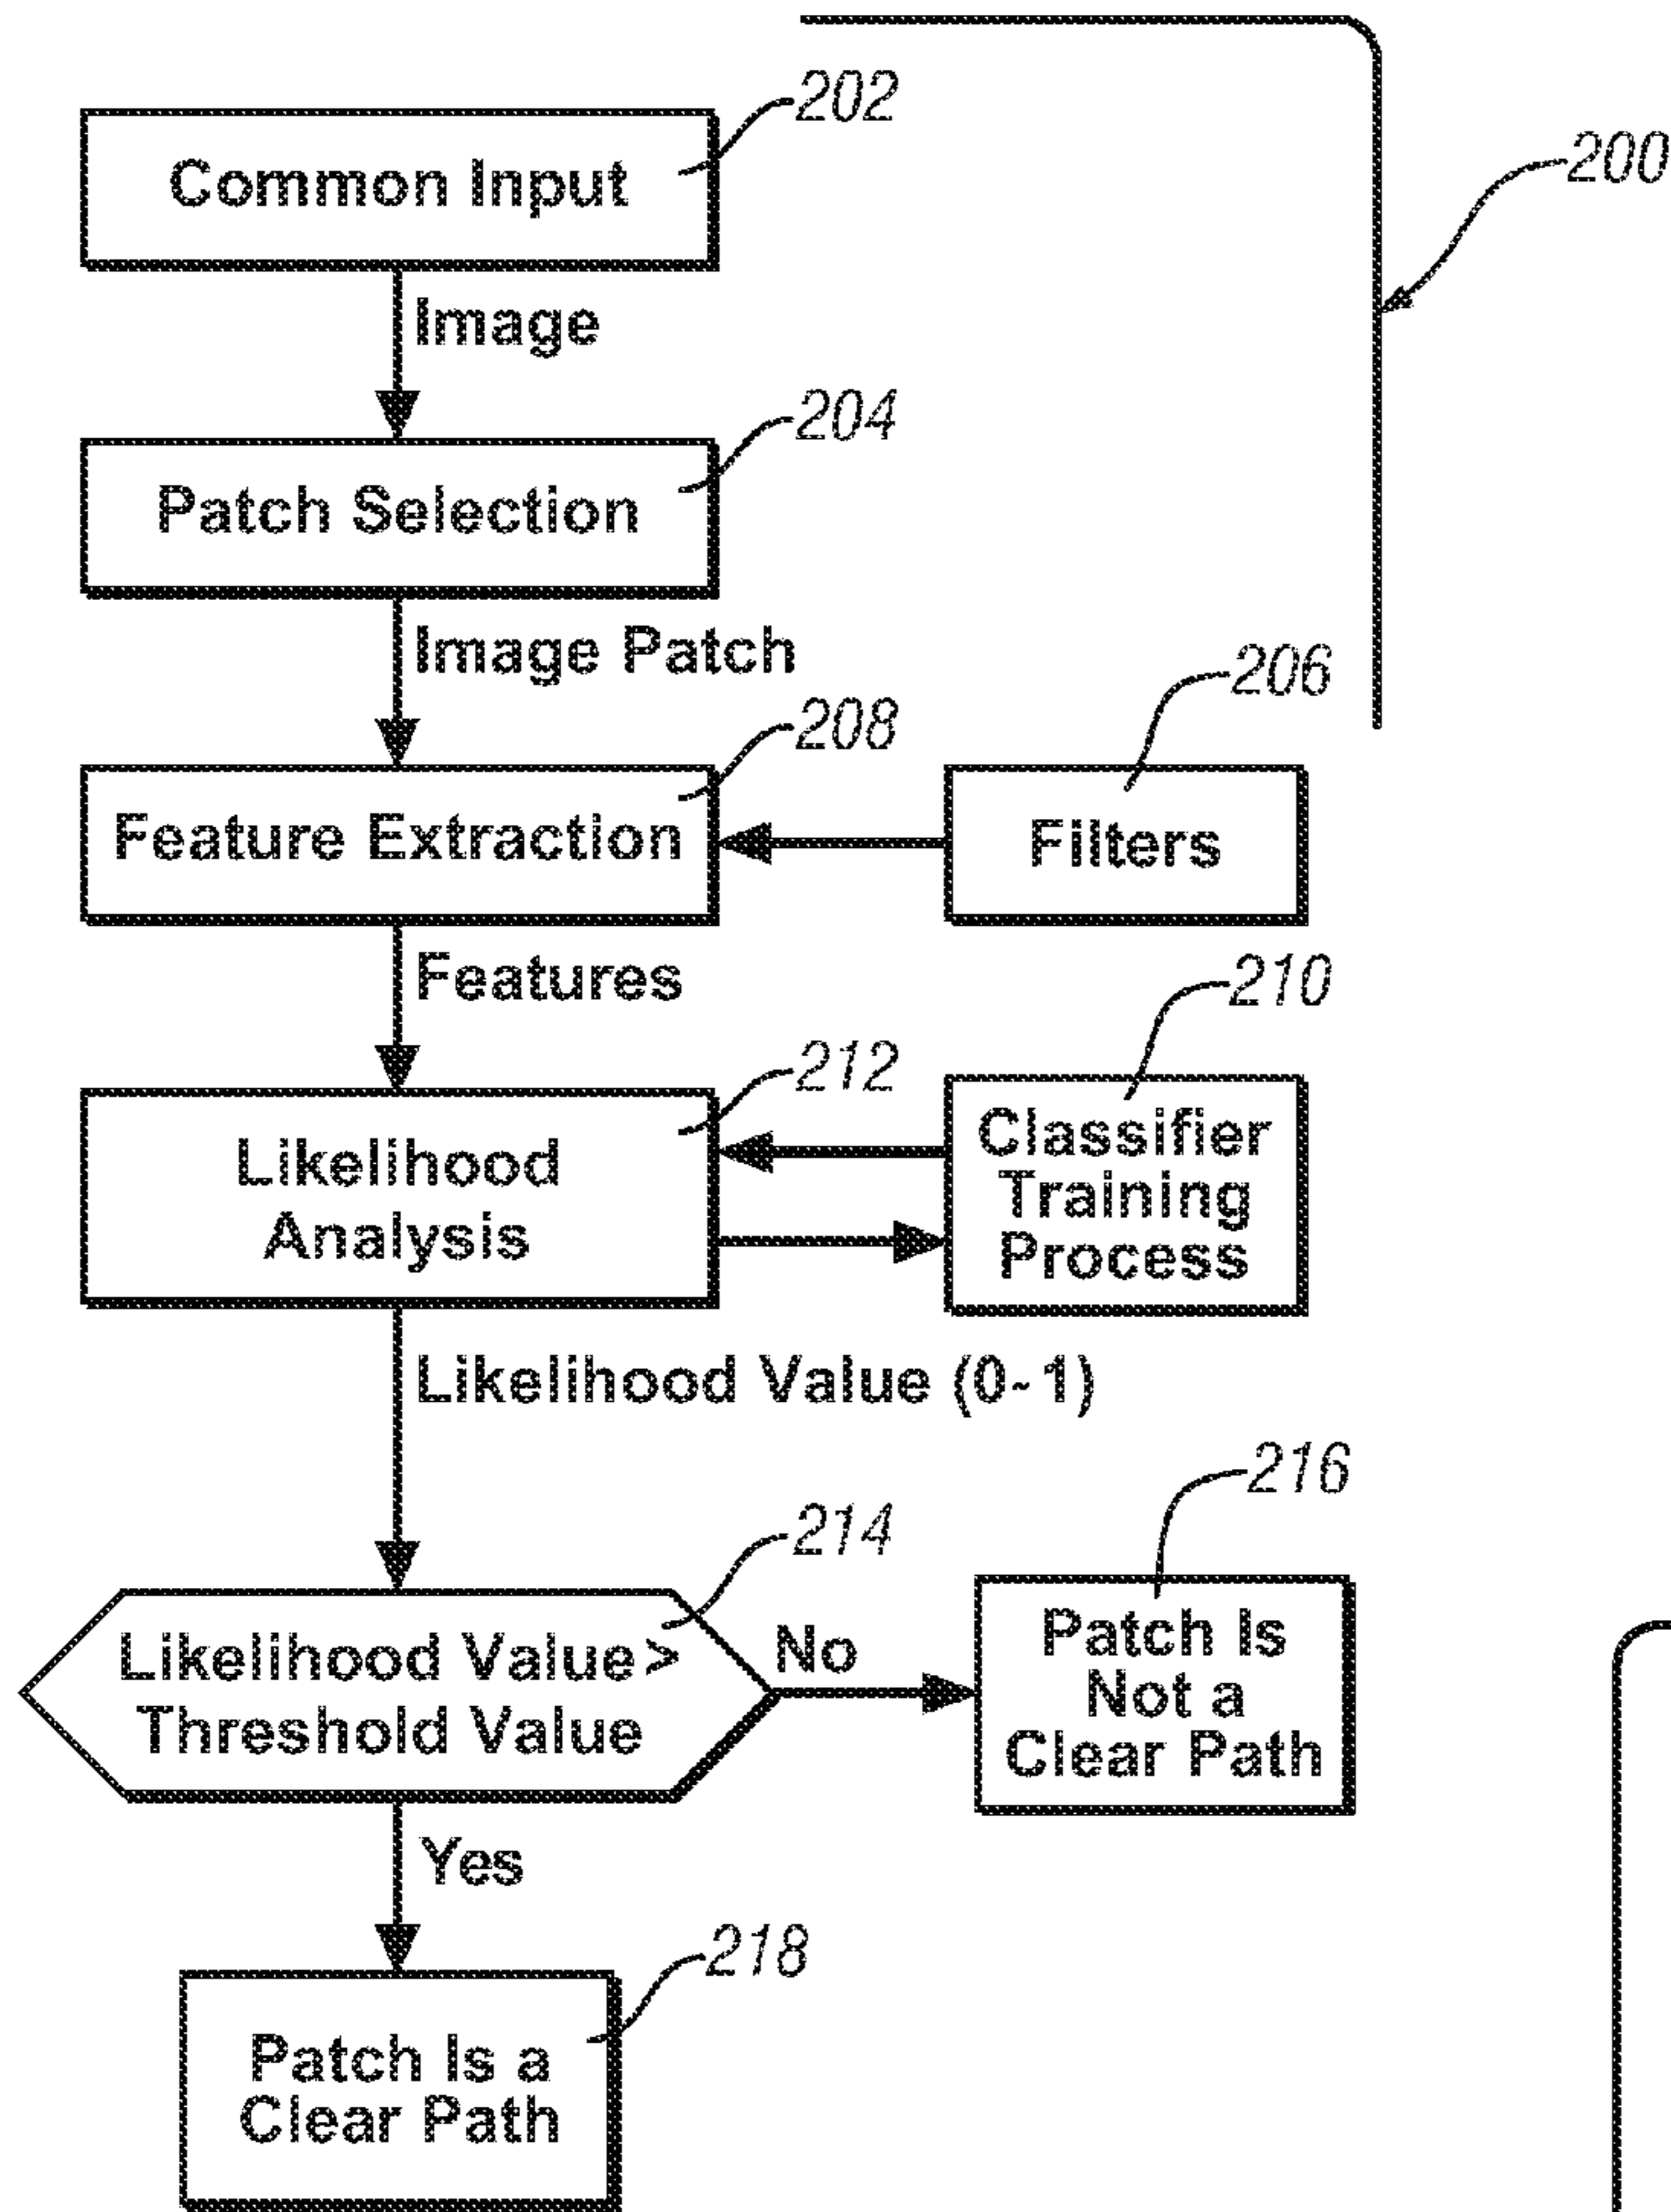 202
Common Input
200
Image
204
Patch Selection
Image Patch
206
208
Feature Extraction
Filters
Features
210
212
Likelihood
Analysis
Classifier
Training
Process
Likelihood Value (0~1)
216
214
Likelihood Value >
Threshold Value
No
Patch Is
Not a
Clear Path
Yes
218
Patch Is a
Clear Path